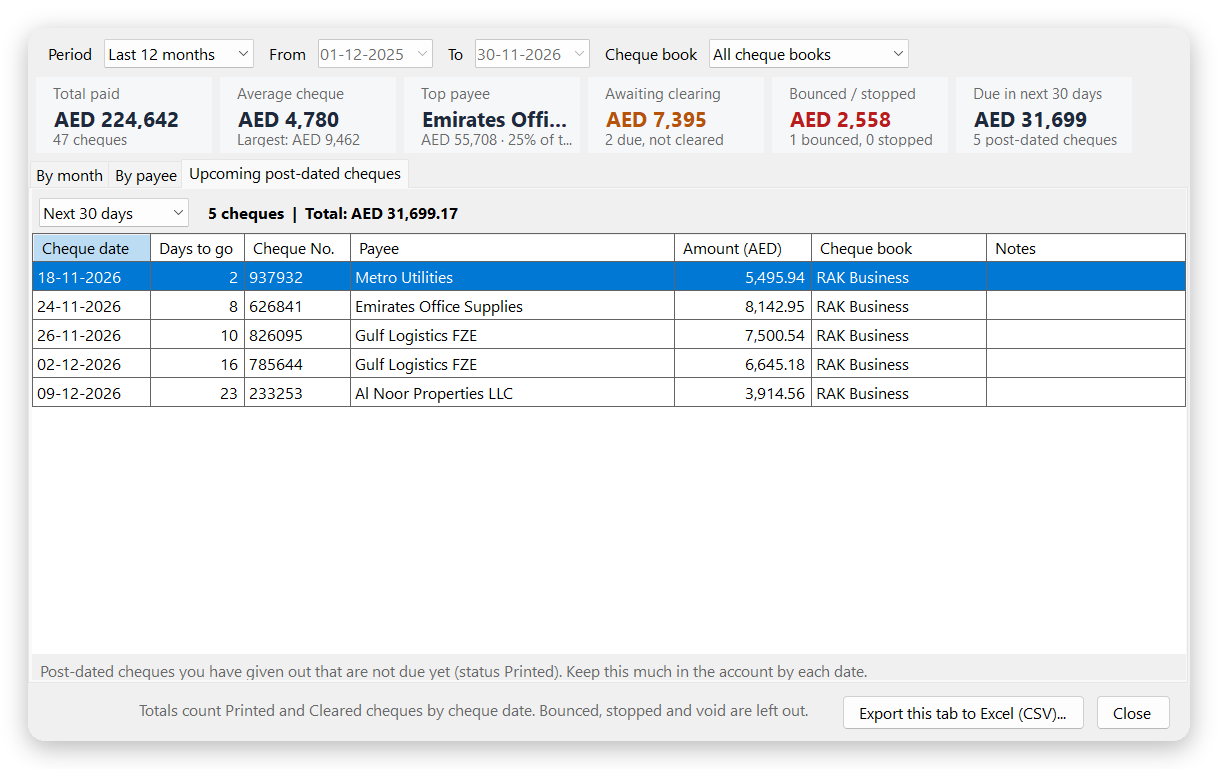 Period Last 12 months From 01-12-2025 To 30-11-2026 Cheque book All cheque books
Total paid Average cheque Top payee Awaiting clearing Bounced / stopped Due in next 30 days
AED 224,642 AED 4,780 Emirates Offi... AED 7,395 AED 2,558 AED 31,699
47 cheques Largest: AED 9,462 AED 55,708 · 25% of t... 2 due, not cleared 1 bounced, 0 stopped 5 post-dated cheques
By month By payee Upcoming post-dated cheques
Next 30 days 5 cheques | Total: AED 31,699.17
Cheque date Days to go Cheque No. Payee Amount (AED) Cheque book Notes
18-11-2026 2 937932 Metro Utilities 5,495.94 RAK Business
24-11-2026 8 626841 Emirates Office Supplies 8,142.95 RAK Business
26-11-2026 10 826095 Gulf Logistics FZE 7,500.54 RAK Business
02-12-2026 16 785644 Gulf Logistics FZE 6,645.18 RAK Business
09-12-2026 23 233253 Al Noor Properties LLC 3,914.56 RAK Business
Post-dated cheques you have given out that are not due yet (status Printed). Keep this much in the account by each date.
Totals count Printed and Cleared cheques by cheque date. Bounced, stopped and void are left out. Export this tab to Excel (CSV)... Close